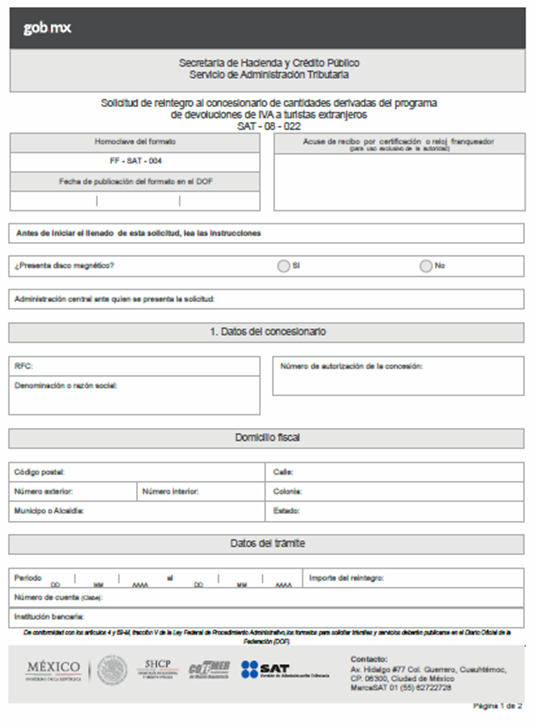 gob.mx
Secretaría de Hacienda y Crédito Público
Servicio de Administración Tributaria
Solicitud de reintegro al concesionario de cantidades derivadas del programa
de devoluciones de IVA a turistas extranjeros
SAT - 08 - 022
Homoclave del formato
FF - SAT - 004
Fecha de publicación del formato en el DOF
Acuse de recibo por certificación o reloj franqueador
(para uso exclusivo de la autoridad)
Antes de iniciar el llenado de esta solicitud, lea las instrucciones
¿Presenta disco magnético?
Sí
No
Administración central ante quien se presenta la solicitud:
1. Datos del concesionario
RFC:
Denominación o razón social:
Número de autorización de la concesión:
Domicilio fiscal
Código postal:
Calle:
Número exterior:
Número interior:
Colonia:
Municipo o Alcaldía:
Estado:
Datos del trámite
Periodo
DD
MM
AAAA
al
DD
MM
AAAA
Importe del reintegro:
Número de cuenta (Clabe):
Institución bancaria:
De conformidad con los artículos 4 y 69-M, fracción V de la Ley Federal de Procedimiento Administrativo, los formatos para solicitar trámites y servicios deberán publicarse en el Diario Oficial de la
Federación (DOF).
MÉXICO
GOBIERNO DE LA REPÚBLICA
SHCP
SECRETARÍA DE HACIENDA
Y CRÉDITO PÚBLICO
COFEMER
SAT
Servicio de Administración Tributaria
Contacto:
Av. Hidalgo #77 Col. Guerrero, Cuauhtémoc,
CP. 06300, Ciudad de México
MarcaSAT 01 (55) 62722728
Página 1 de 2